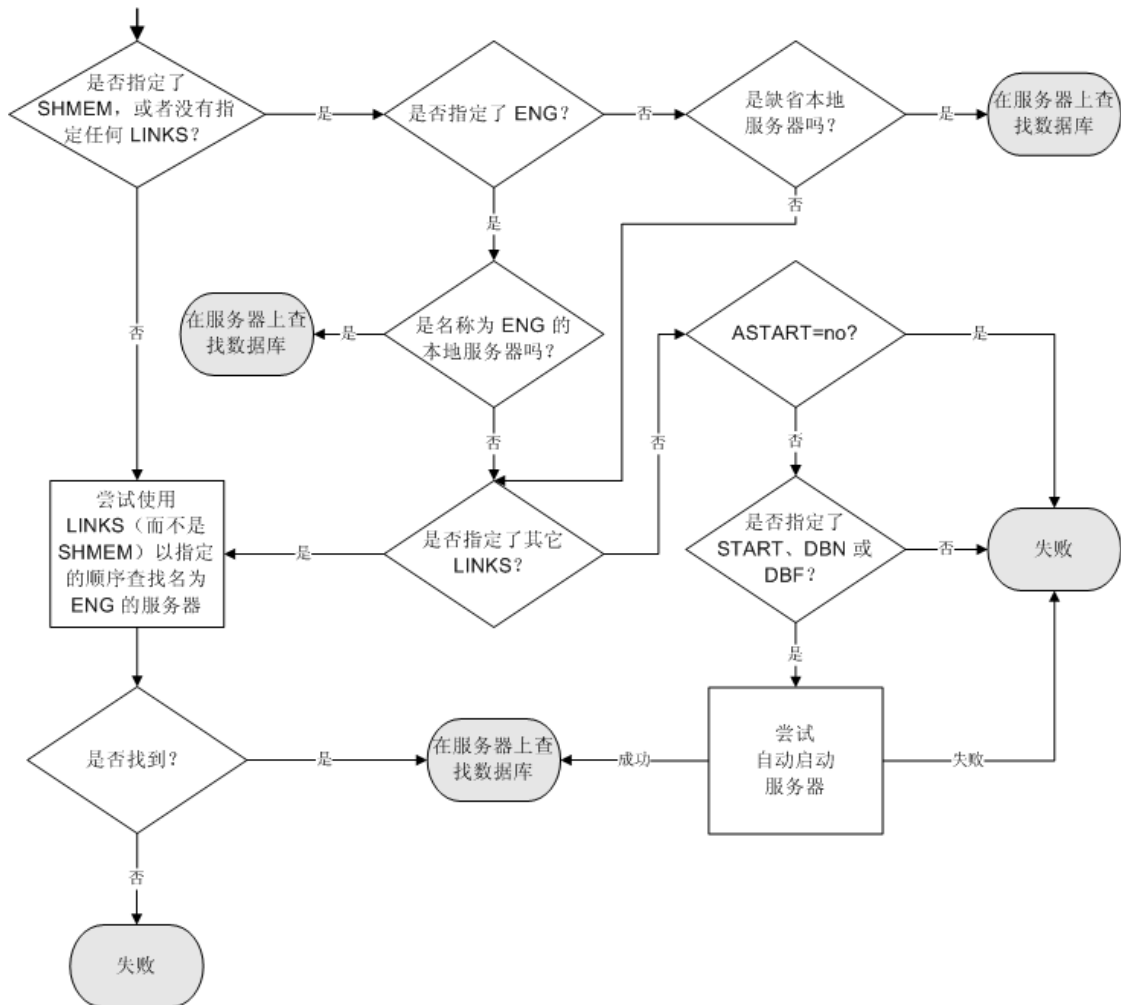 是否指定了
SHMEM，或者没有指
定任何 LINKS？
是
是否指定了 ENG？
否
是缺省本地
服务器吗？
是
在服务器上查
找数据库
否
是
否
在服务器上查
找数据库
是
是名称为 ENG 的
本地服务器吗？
ASTART=no?
是
否
否
否
否
尝试使用
LINKS（而不是
SHMEM）以指定
的顺序查找名为
ENG 的服务器
是
是否指定了其它
LINKS？
是否指定了
START、DBN 或
DBF？
否
失败
是
是否找到？
是
在服务器上查
找数据库
成功
尝试
自动启动
服务器
失败
否
失败